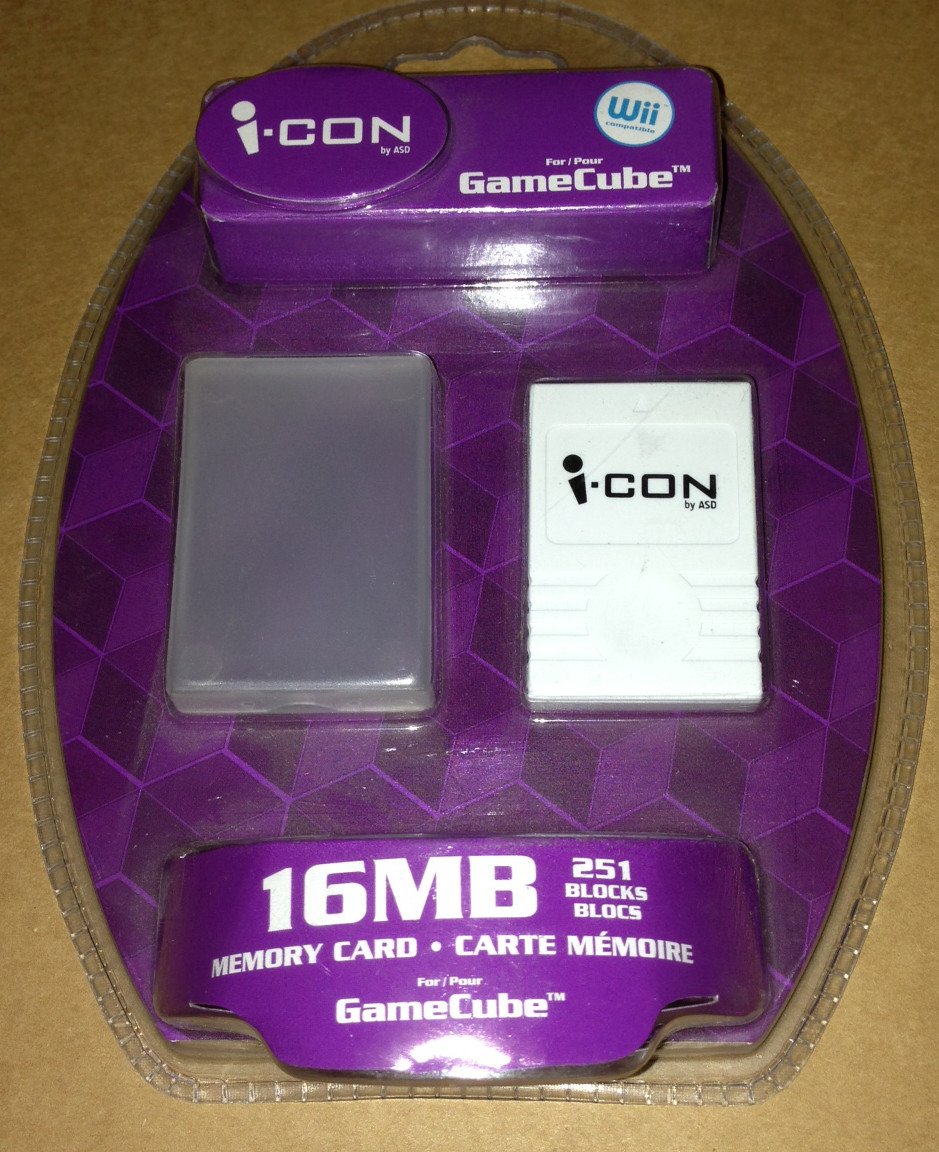 i-CON
by ASD
Wii™
compatible
For / Pour
GameCube™
i-CON
by ASD
16MB
251
BLOCKS
BLOCS
MEMORY CARD • CARTE MÉMOIRE
For / Pour
GameCube™